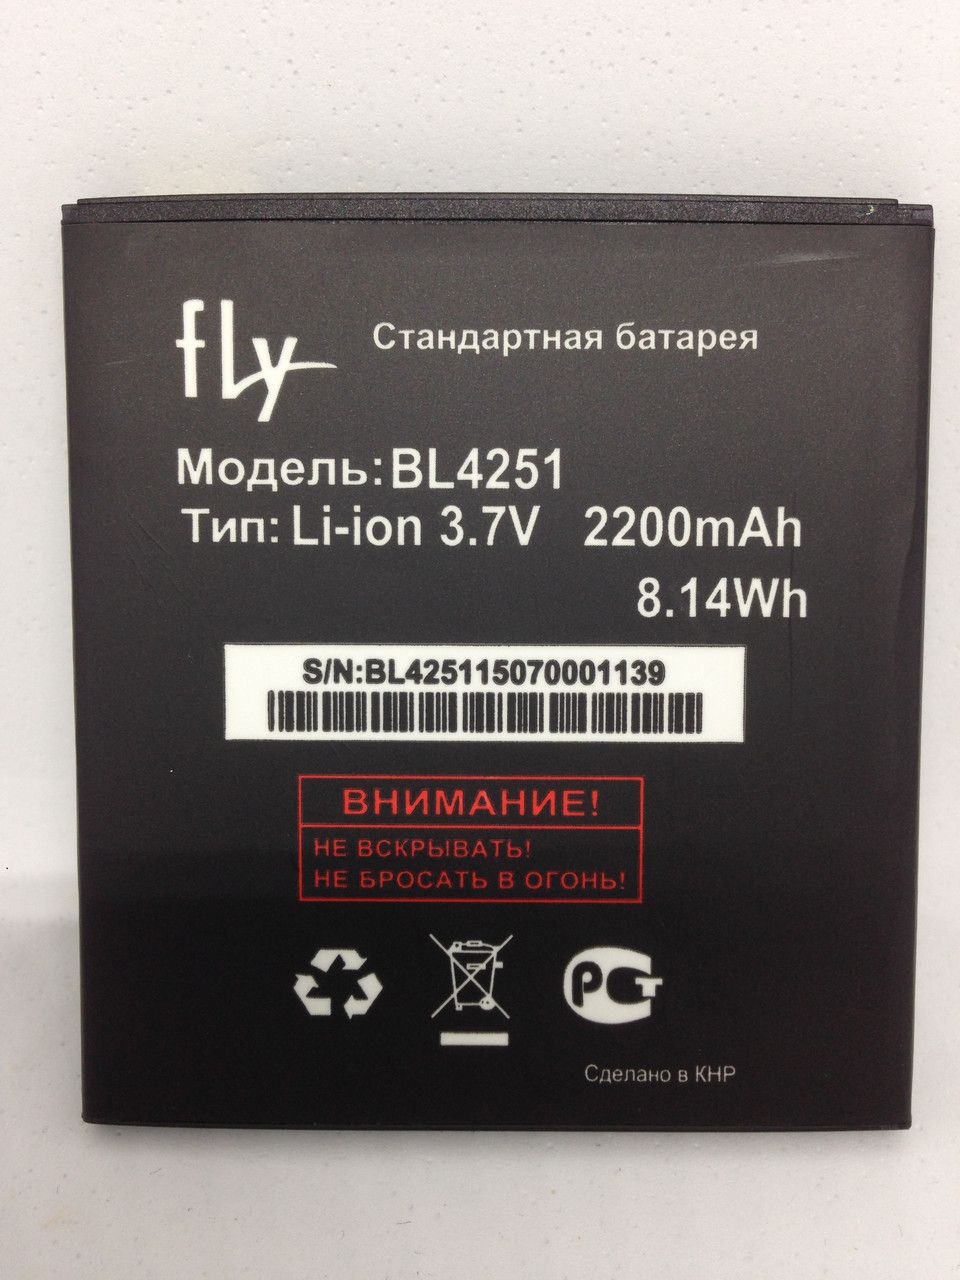 fly
Стандартная батарея
Модель: BL4251
Тип: Li-ion 3.7V 2200mAh
8.14Wh
S/N:BL425115070001139
ВНИМАНИЕ!
НЕ ВСКРЫВАТЬ!
НЕ БРОСАТЬ В ОГОНЬ!
РСТ
Сделано в КНР